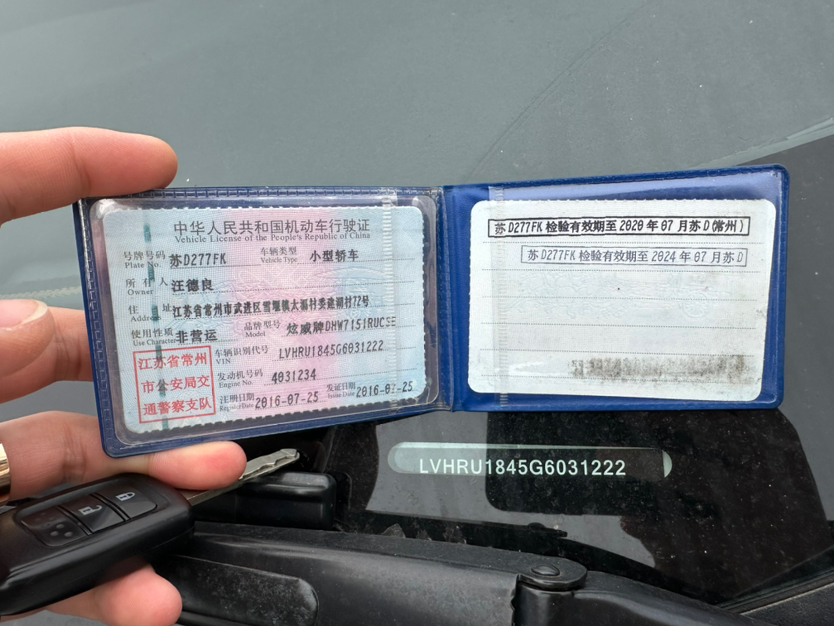 中华人民共和国机动车行驶证
Vehicle License of the People's Republic of China
号牌号码 苏D277FK 车辆类型 小型轿车
Plate No. Vehicle Type
所有人 汪德良
Owner
住址 江苏省常州市武进区雪堰镇太滆村委建湖村72号
Address
使用性质 非营运 品牌型号 炫威牌DHW7151RUCSE
Use Character Model
江苏省常州
市公安局交
通警察支队
车辆识别代号 LVHRU1845G6031222
VIN
发动机号码 4031234
Engine No.
注册日期 2016-07-25 发证日期 2016-07-25
Register Date Issue Date
苏D277FK 检验有效期至 2020 年 07 月苏D(常州)
苏D277FK 检验有效期至 2024 年 07 月苏D
LVHRU1845G6031222